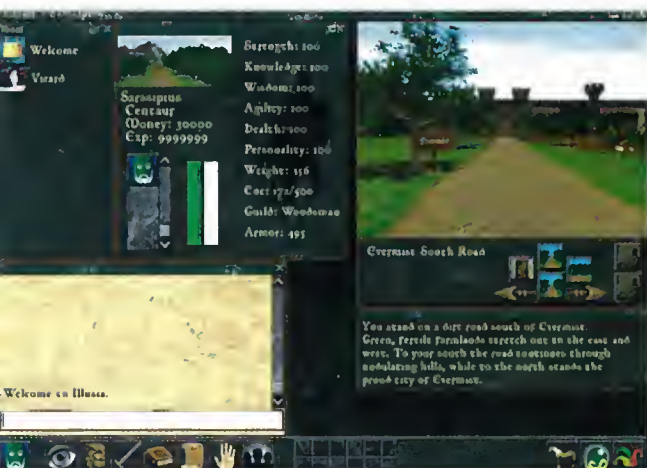 Welcome
Vizard
Centaur
Money: 30000
Exp: 9999999
Strength: 100
Knowledge: 100
Wisdom: 100
Agility: 100
Health: 100
Personality: 100
Weight: 156
Enc: 172/500
Guild: Woodsman
Armor: 495
Evermist South Road
You stand on a dirt road south of Evermist.
Green, fertile farmlands stretch out to the east and
west. To your south the road continues through
undulating hills, while to the north stands the
proud city of Evermist.
Welcome to Illusia.